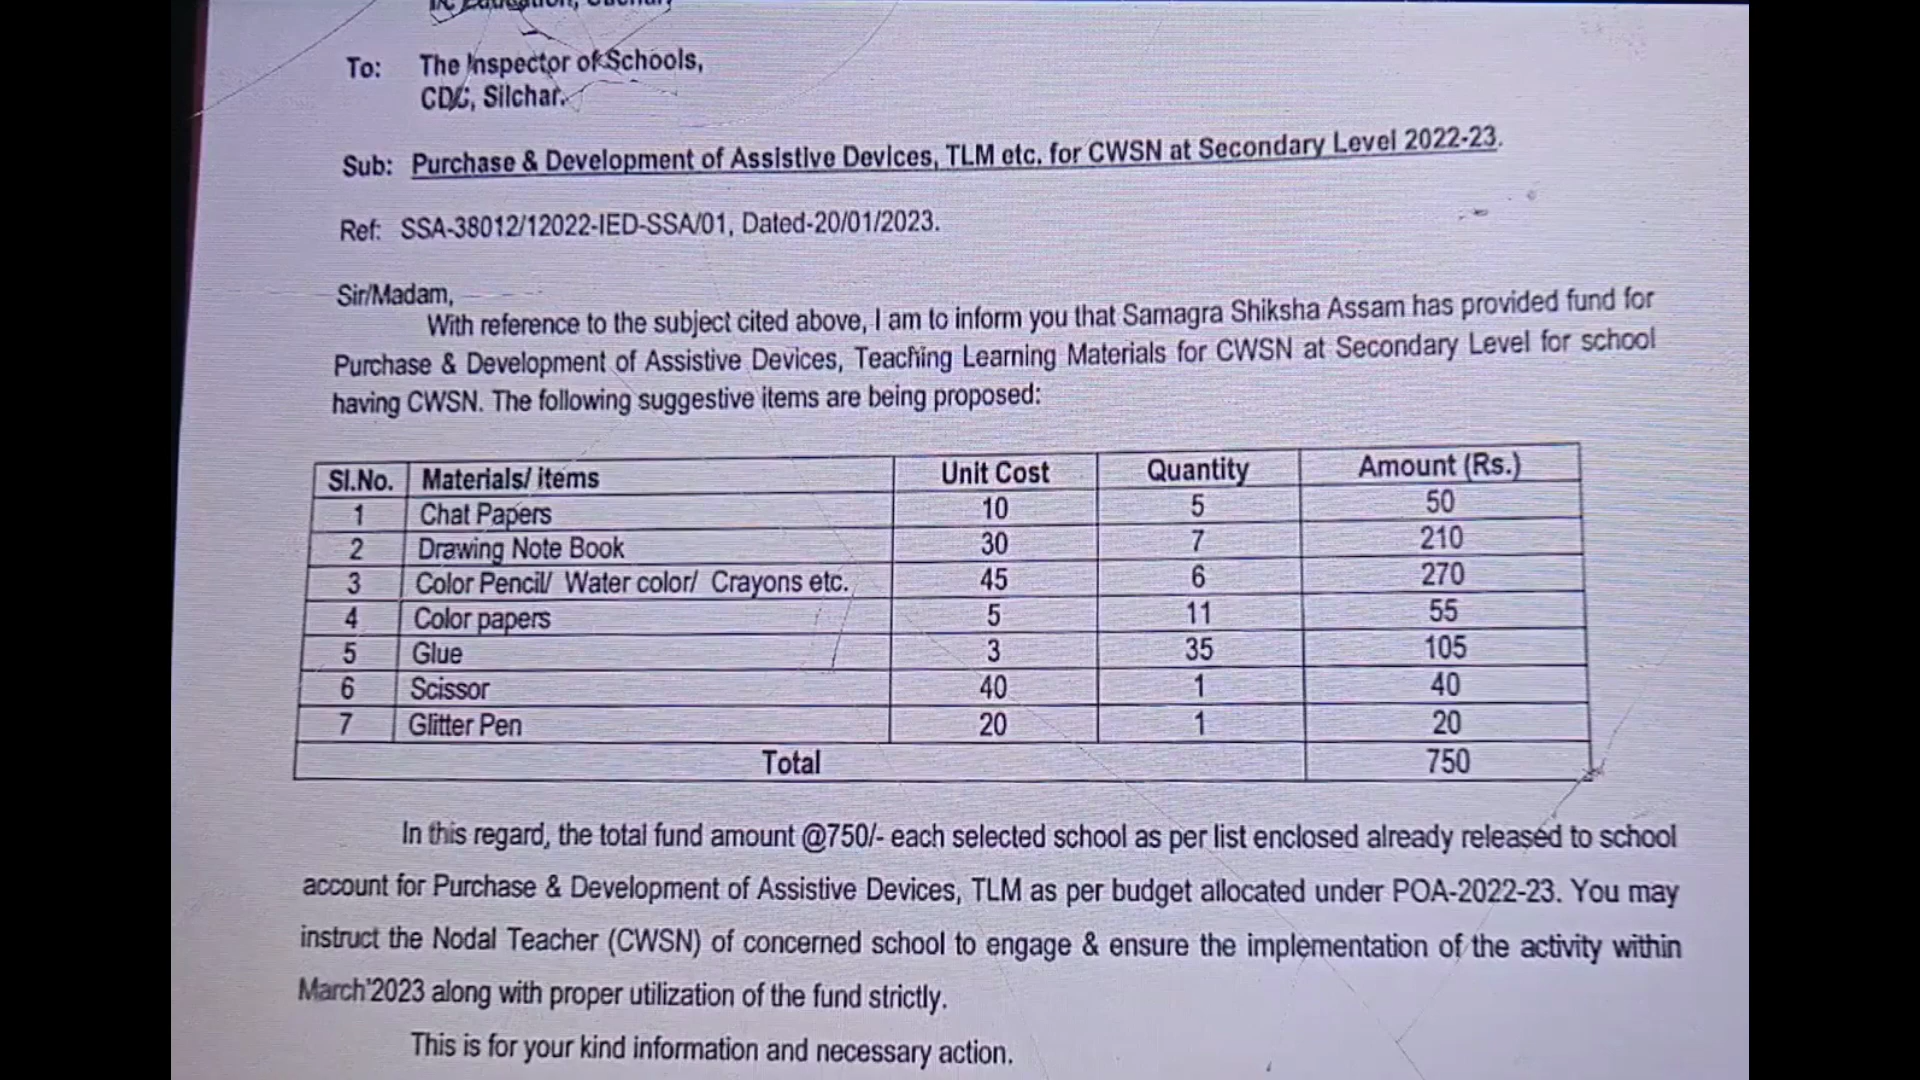 To: The Inspector of Schools,
CDC, Silchar.
Sub: Purchase & Development of Assistive Devices, TLM etc. for CWSN at Secondary Level 2022-23.
Ref: SSA-38012/12022-IED-SSA/01, Dated-20/01/2023.
Sir/Madam,
With reference to the subject cited above, I am to inform you that Samagra Shiksha Assam has provided fund for
Purchase & Development of Assistive Devices, Teaching Learning Materials for CWSN at Secondary Level for school
having CWSN. The following suggestive items are being proposed:
Sl.No. Materials/ items Unit Cost Quantity Amount (Rs.)
1 Chat Papers 10 5 50
2 Drawing Note Book 30 7 210
3 Color Pencil/ Water color/ Crayons etc. 45 6 270
4 Color papers 5 11 55
5 Glue 3 35 105
6 Scissor 40 1 40
7 Glitter Pen 20 1 20
Total 750
In this regard, the total fund amount @750/- each selected school as per list enclosed already released to school
account for Purchase & Development of Assistive Devices, TLM as per budget allocated under POA-2022-23. You may
instruct the Nodal Teacher (CWSN) of concerned school to engage & ensure the implementation of the activity within
March'2023 along with proper utilization of the fund strictly.
This is for your kind information and necessary action.